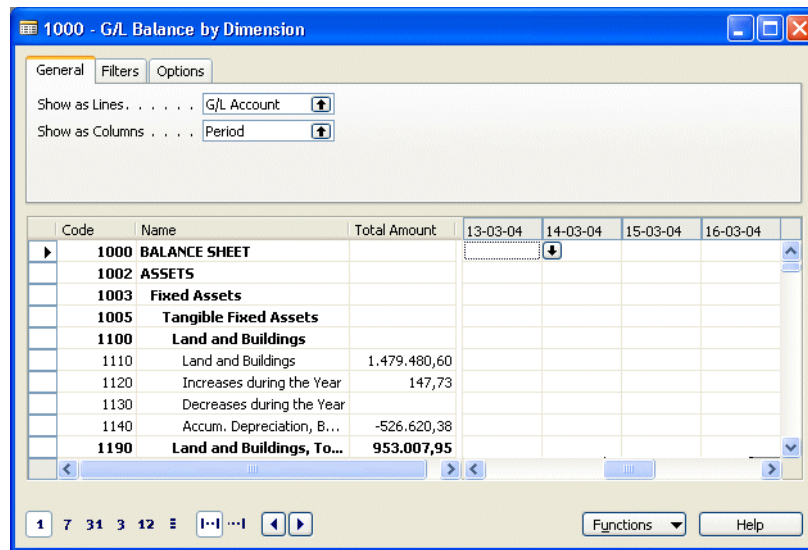 1000 - G/L Balance by Dimension
General Filters Options
Show as Lines. . . . . . G/L Account
Show as Columns . . . . Period
Code Name Total Amount 13-03-04 14-03-04 15-03-04 16-03-04
1000 BALANCE SHEET
1002 ASSETS
1003 Fixed Assets
1005 Tangible Fixed Assets
1100 Land and Buildings
1110 Land and Buildings 1.479.480,60
1120 Increases during the Year 147,73
1130 Decreases during the Year
1140 Accum. Depreciation, B... -526.620,38
1190 Land and Buildings, To... 953.007,95
1 7 31 3 12 Functions Help